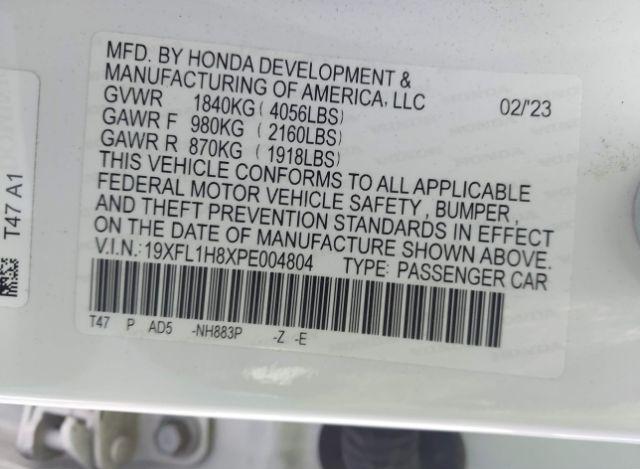 MFD. BY HONDA DEVELOPMENT &
MANUFACTURING OF AMERICA, LLC 02/'23
GVWR 1840KG ( 4056LBS)
GAWR F 980KG ( 2160LBS)
GAWR R 870KG ( 1918LBS)
THIS VEHICLE CONFORMS TO ALL APPLICABLE
FEDERAL MOTOR VEHICLE SAFETY , BUMPER ,
AND THEFT PREVENTION STANDARDS IN EFFECT
ON THE DATE OF MANUFACTURE SHOWN ABOVE.
V.I.N.:19XFL1H8XPE004804 TYPE: PASSENGER CAR
T47 P AD5 -NH883P -Z -E
T47 A1